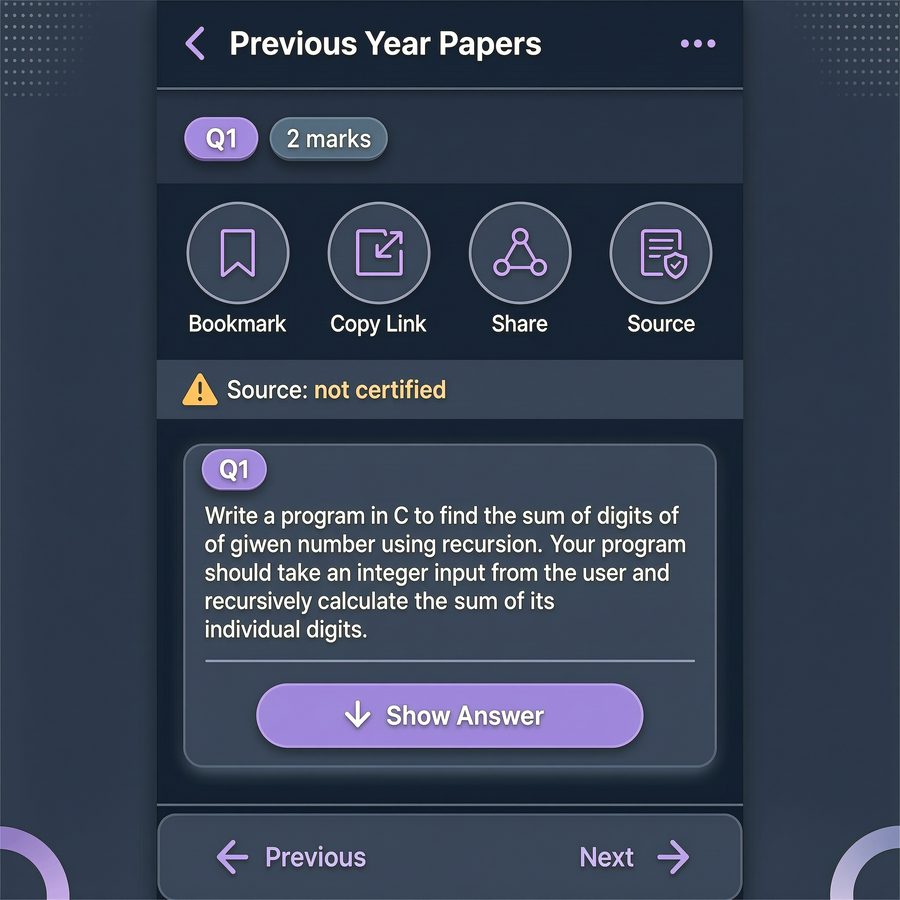 Previous Year Papers
Q1
2 marks
Bookmark
Copy Link
Share
Source
Source: not certified
Q1
Write a program in C to find the sum of digits of
of giwen number using recursion. Your program
should take an integer input from the user and
recursively calculate the sum of its
individual digits.
Show Answer
Previous
Next